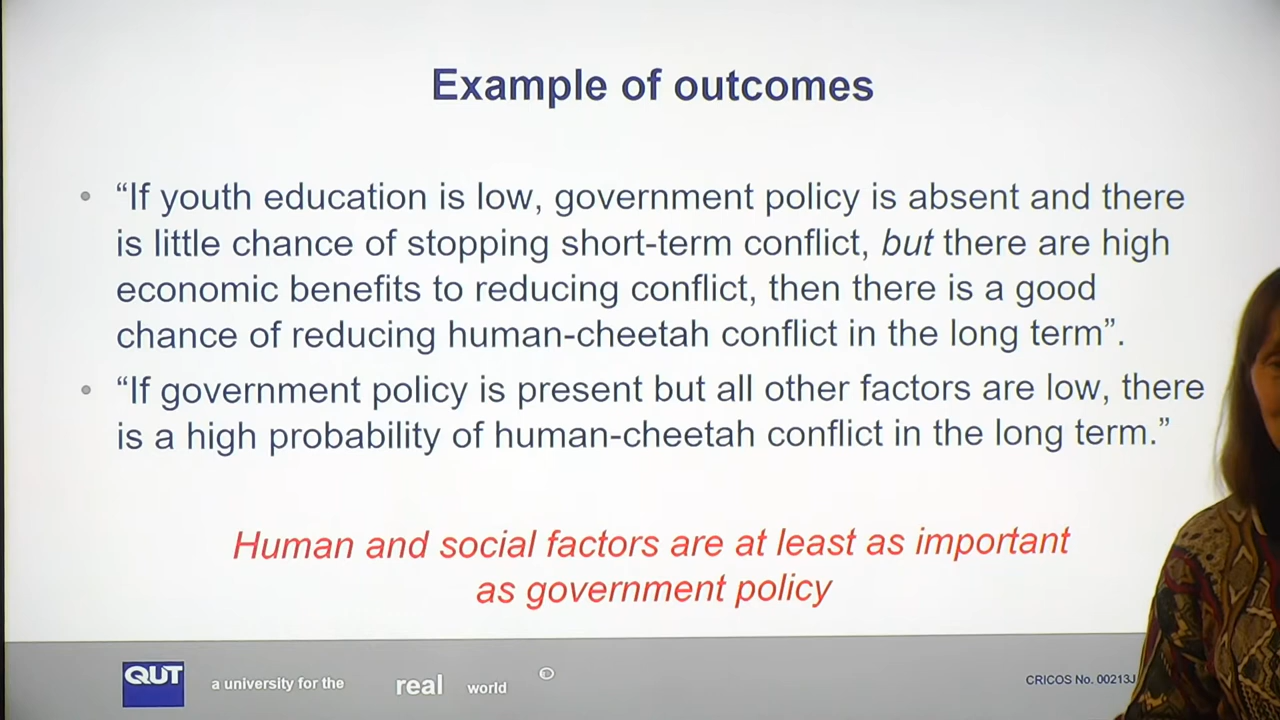 Example of outcomes
• “If youth education is low, government policy is absent and there
is little chance of stopping short-term conflict, but there are high
economic benefits to reducing conflict, then there is a good
chance of reducing human-cheetah conflict in the long term”.
• “If government policy is present but all other factors are low, there
is a high probability of human-cheetah conflict in the long term.”
Human and social factors are at least as important
as government policy
QUT a university for the real world
CRICOS No. 00213J